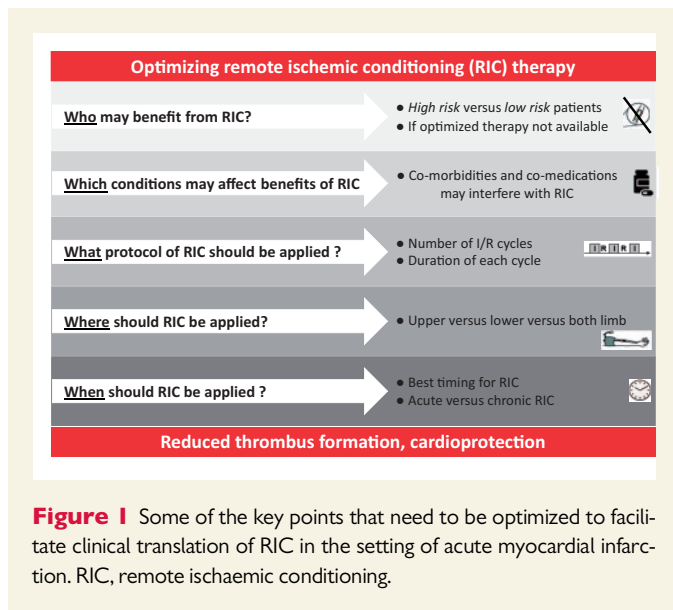 Optimizing remote ischemic conditioning (RIC) therapy
Who may benefit from RIC?
● High risk versus low risk patients
● If optimized therapy not available
Which conditions may affect benefits of RIC
● Co-morbidities and co-medications
may interfere with RIC
What protocol of RIC should be applied ?
● Number of I/R cycles
● Duration of each cycle
I R I R I
Where should RIC be applied?
● Upper versus lower versus both limb
When should RIC be applied ?
● Best timing for RIC
● Acute versus chronic RIC
Reduced thrombus formation, cardioprotection
Figure 1 Some of the key points that need to be optimized to facili-
tate clinical translation of RIC in the setting of acute myocardial infarc-
tion. RIC, remote ischaemic conditioning.